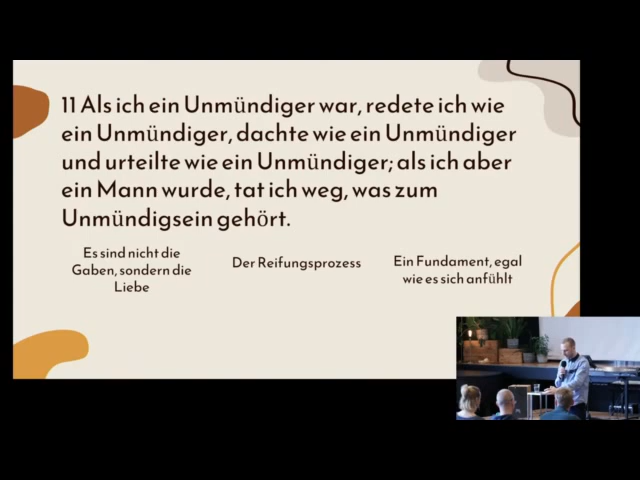 11 Als ich ein Unmündiger war, redete ich wie
ein Unmündiger, dachte wie ein Unmündiger
und urteilte wie ein Unmündiger; als ich aber
ein Mann wurde, tat ich weg, was zum
Unmündigsein gehört.
Es sind nicht die
Gaben, sondern die
Liebe
Der Reifungsprozess
Ein Fundament, egal
wie es sich anfühlt